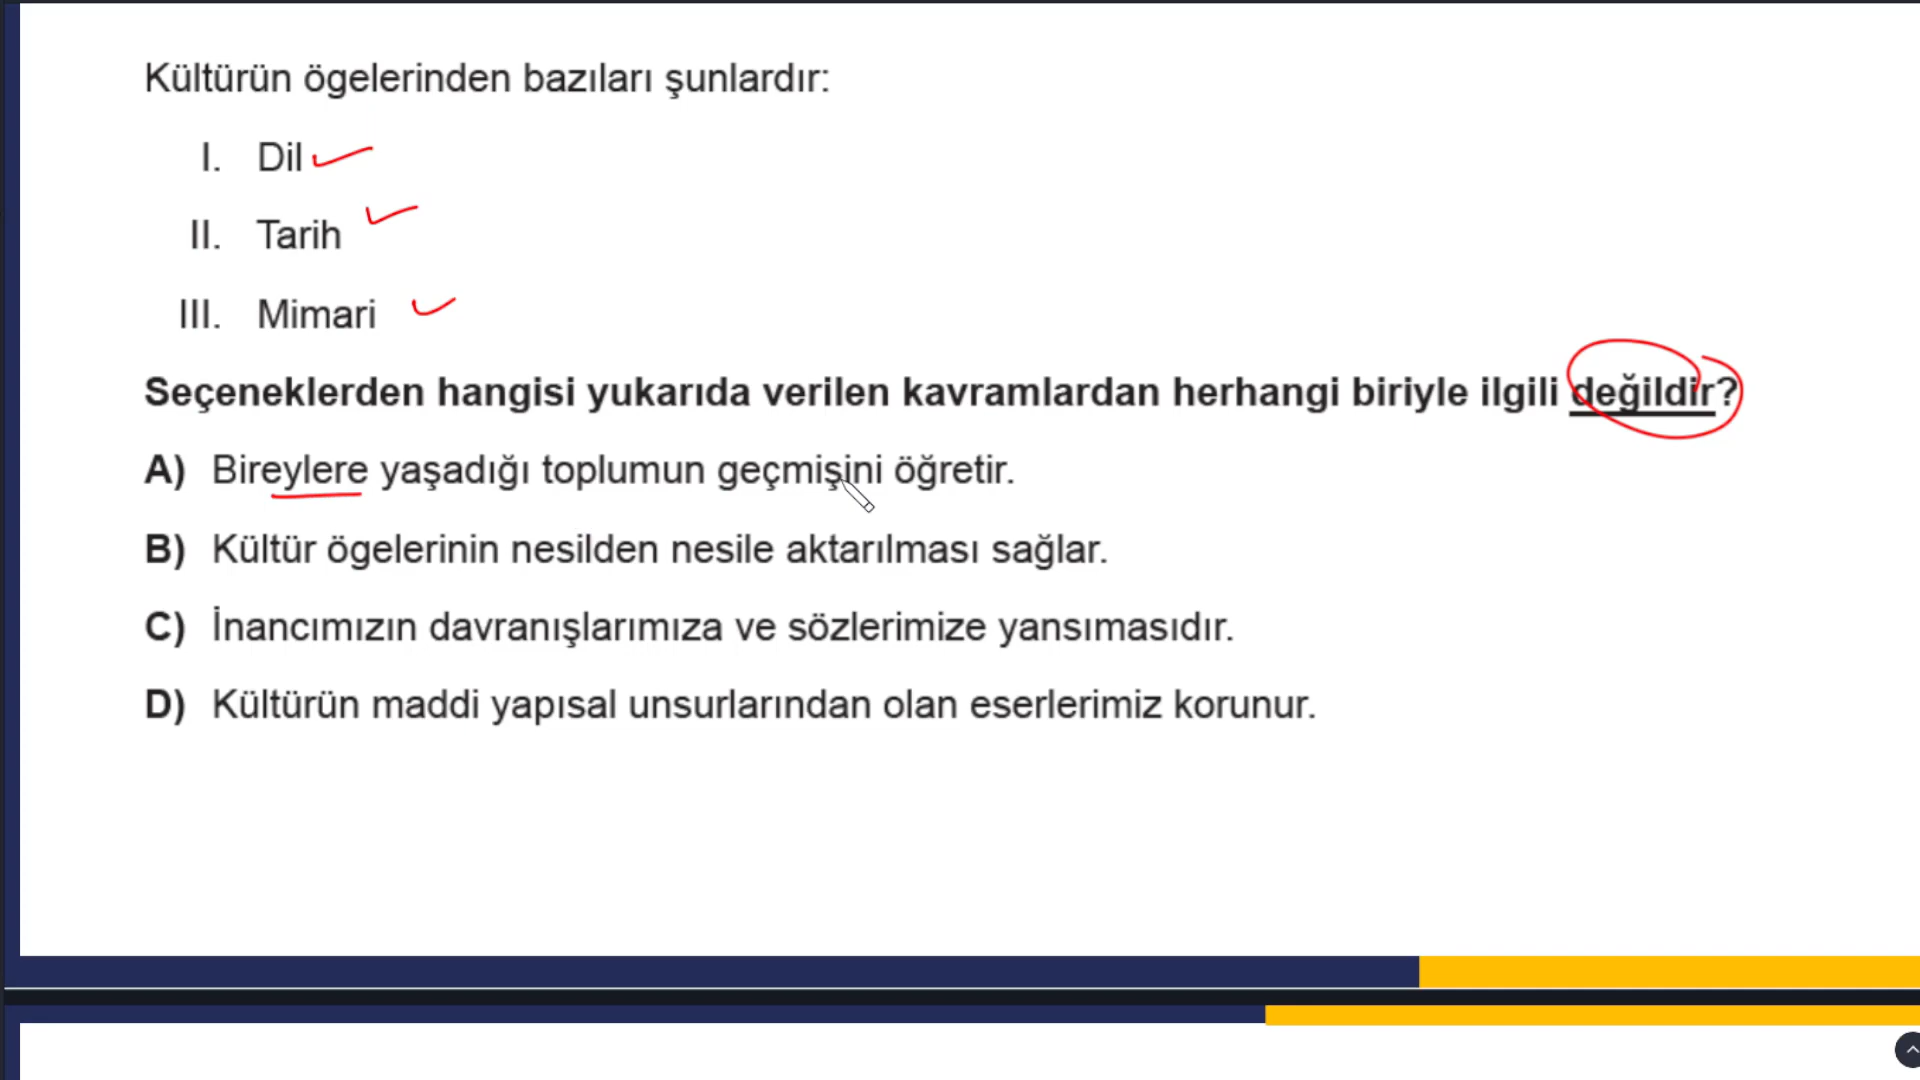 Kültürün ögelerinden bazıları şunlardır:
I. Dil
II. Tarih
III. Mimari
Seçeneklerden hangisi yukarıda verilen kavramlardan herhangi biriyle ilgili değildir?
A) Bireylere yaşadığı toplumun geçmişini öğretir.
B) Kültür ögelerinin nesilden nesile aktarılması sağlar.
C) İnancımızın davranışlarımıza ve sözlerimize yansımasıdır.
D) Kültürün maddi yapısal unsurlarından olan eserlerimiz korunur.